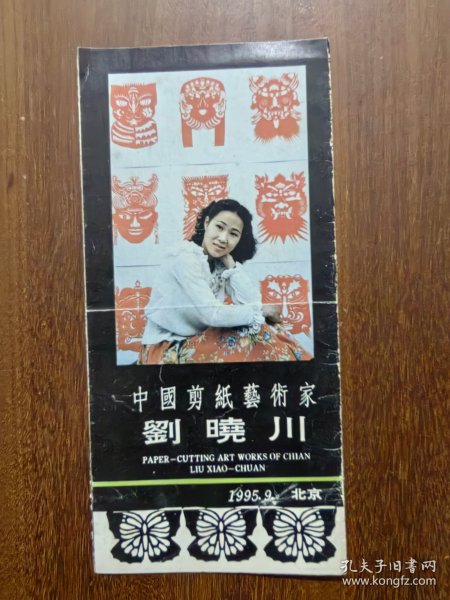 中國剪紙藝術家
劉曉川
PAPER-CUTTING ART WORKS OF CHIAN
LIU XIAO-CHUAN
1995.9. 北京
孔夫子旧书网
www.kongfz.com